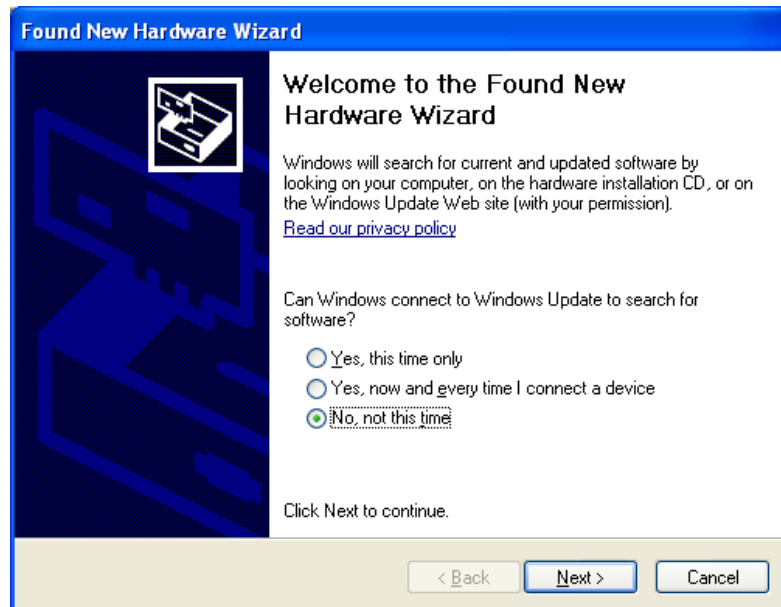 Found New Hardware Wizard
Welcome to the Found New
Hardware Wizard
Windows will search for current and updated software by
looking on your computer, on the hardware installation CD, or on
the Windows Update Web site (with your permission).
Read our privacy policy
Can Windows connect to Windows Update to search for
software?
Yes, this time only
Yes, now and every time I connect a device
No, not this time
Click Next to continue.
< Back
Next >
Cancel